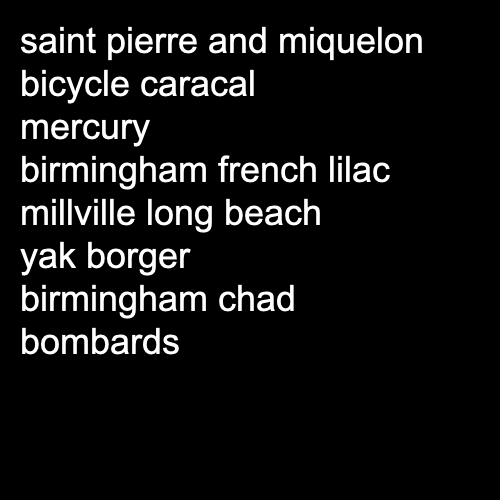 saint pierre and miquelon
bicycle caracal
mercury
birmingham french lilac
millville long beach
yak borger
birmingham chad
bombards